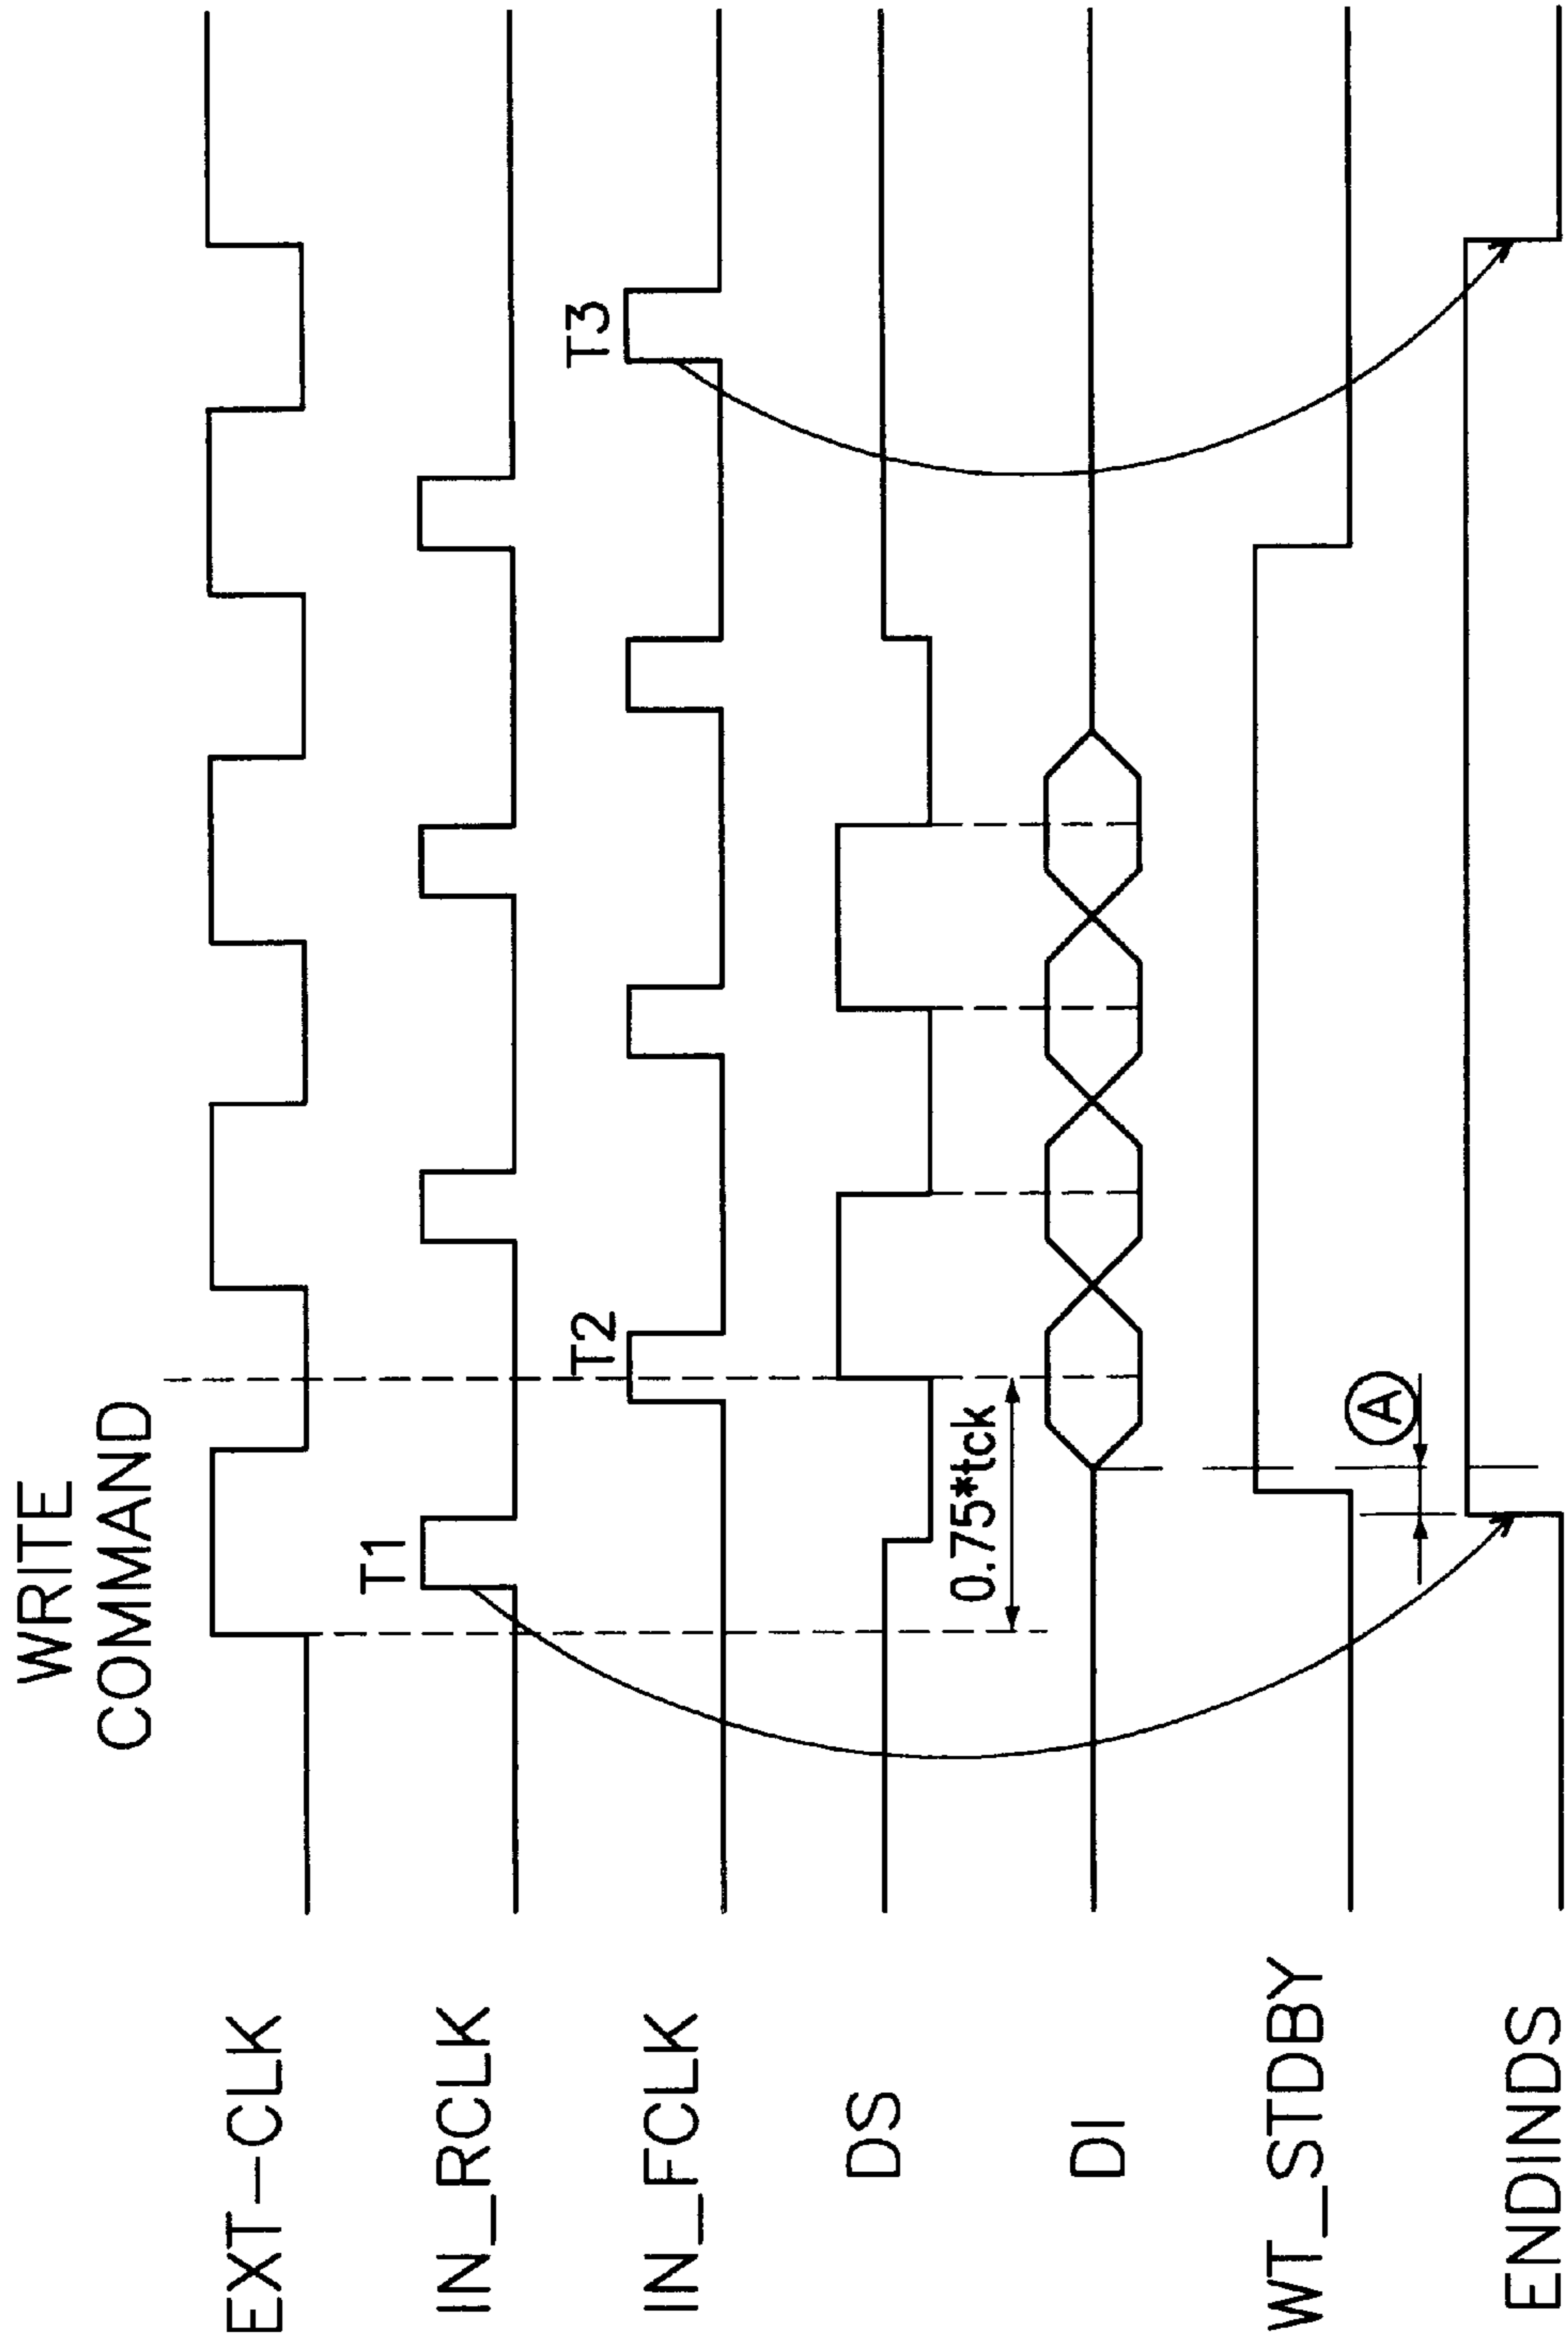 WRITE
COMMAND
EXT-CLK
T1
IN_RCLK
T2
T3
IN_FCLK
DS
0.75*tck
DI
WT_STDBY
A
ENDINDS